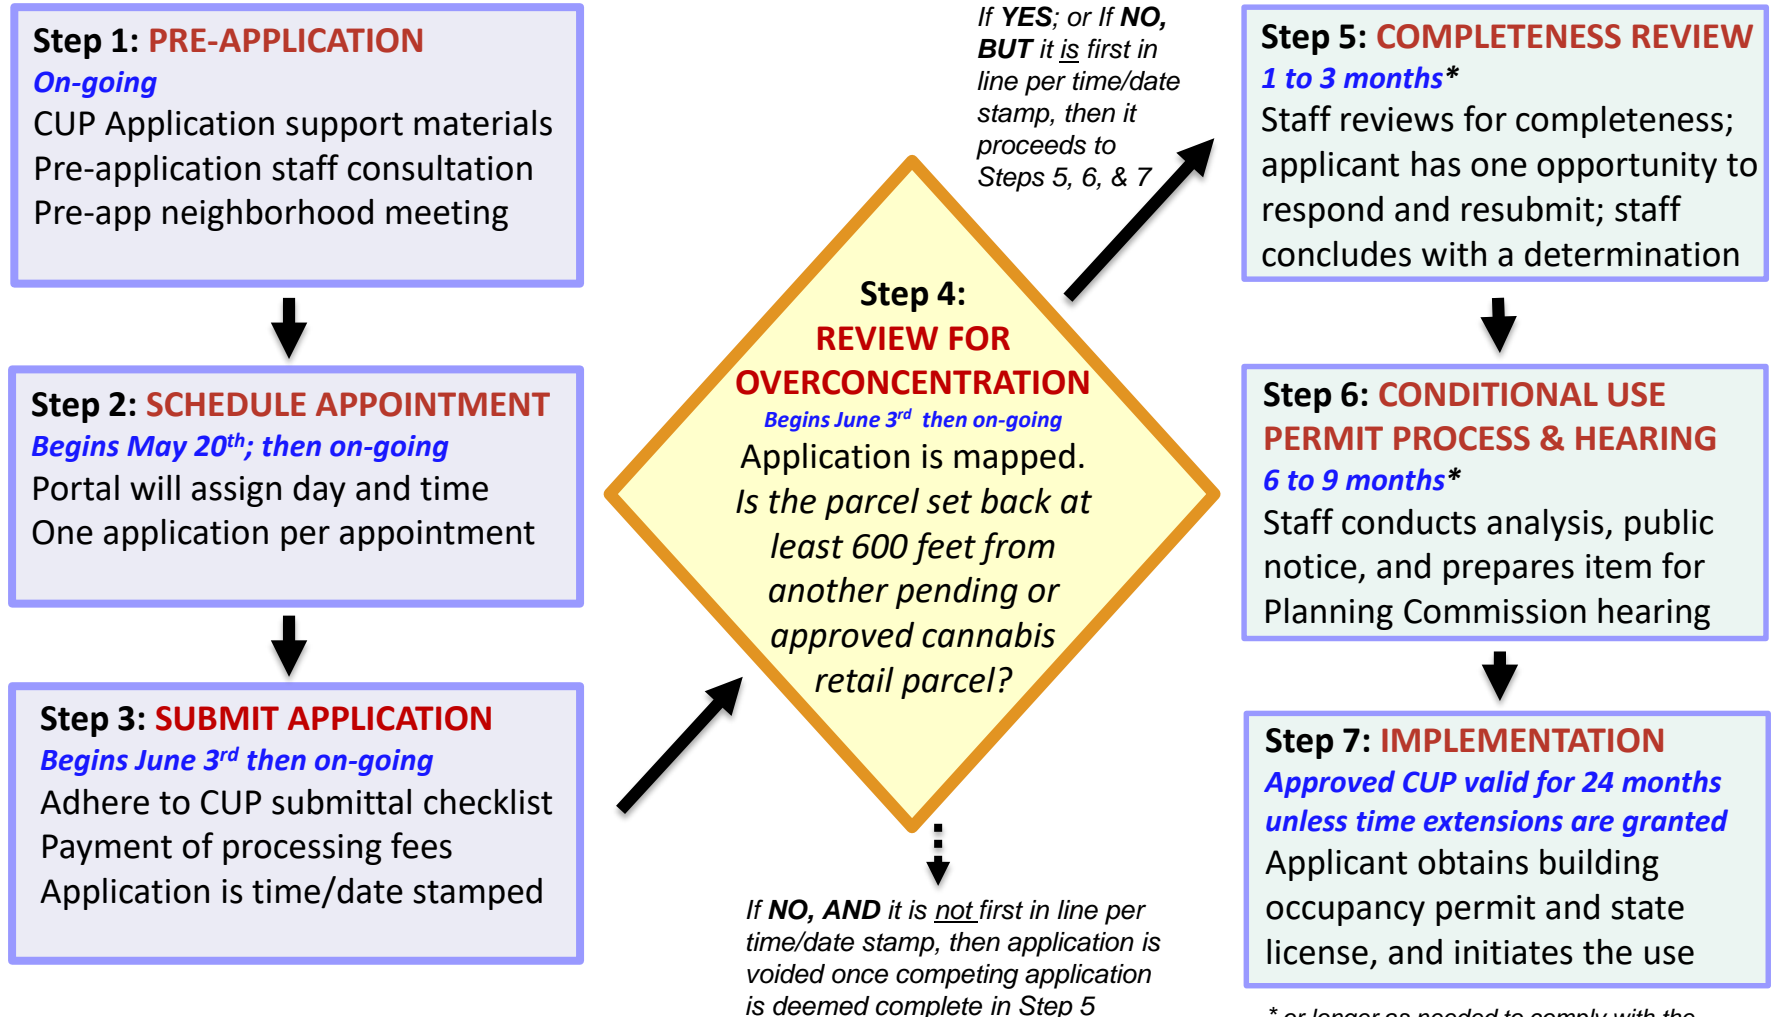 Step 1: PRE-APPLICATION
On-going
CUP Application support materials
Pre-application staff consultation
Pre-app neighborhood meeting
Step 2: SCHEDULE APPOINTMENT
Begins May 20th; then on-going
Portal will assign day and time
One application per appointment
Step 3: SUBMIT APPLICATION
Begins June 3rd then on-going
Adhere to CUP submittal checklist
Payment of processing fees
Application is time/date stamped
Step 4:
REVIEW FOR
OVERCONCENTRATION
Begins June 3rd then on-going
Application is mapped.
Is the parcel set back at
least 600 feet from
another pending or
approved cannabis
retail parcel?
If YES; or If NO,
BUT it is first in
line per time/date
stamp, then it
proceeds to
Steps 5, 6, & 7
If NO, AND it is not first in line per
time/date stamp, then application is
voided once competing application
is deemed complete in Step 5
Step 5: COMPLETENESS REVIEW
1 to 3 months*
Staff reviews for completeness;
applicant has one opportunity to
respond and resubmit; staff
concludes with a determination
Step 6: CONDITIONAL USE
PERMIT PROCESS & HEARING
6 to 9 months*
Staff conducts analysis, public
notice, and prepares item for
Planning Commission hearing
Step 7: IMPLEMENTATION
Approved CUP valid for 24 months
unless time extensions are granted
Applicant obtains building
occupancy permit and state
license, and initiates the use
* or longer as needed to comply with the